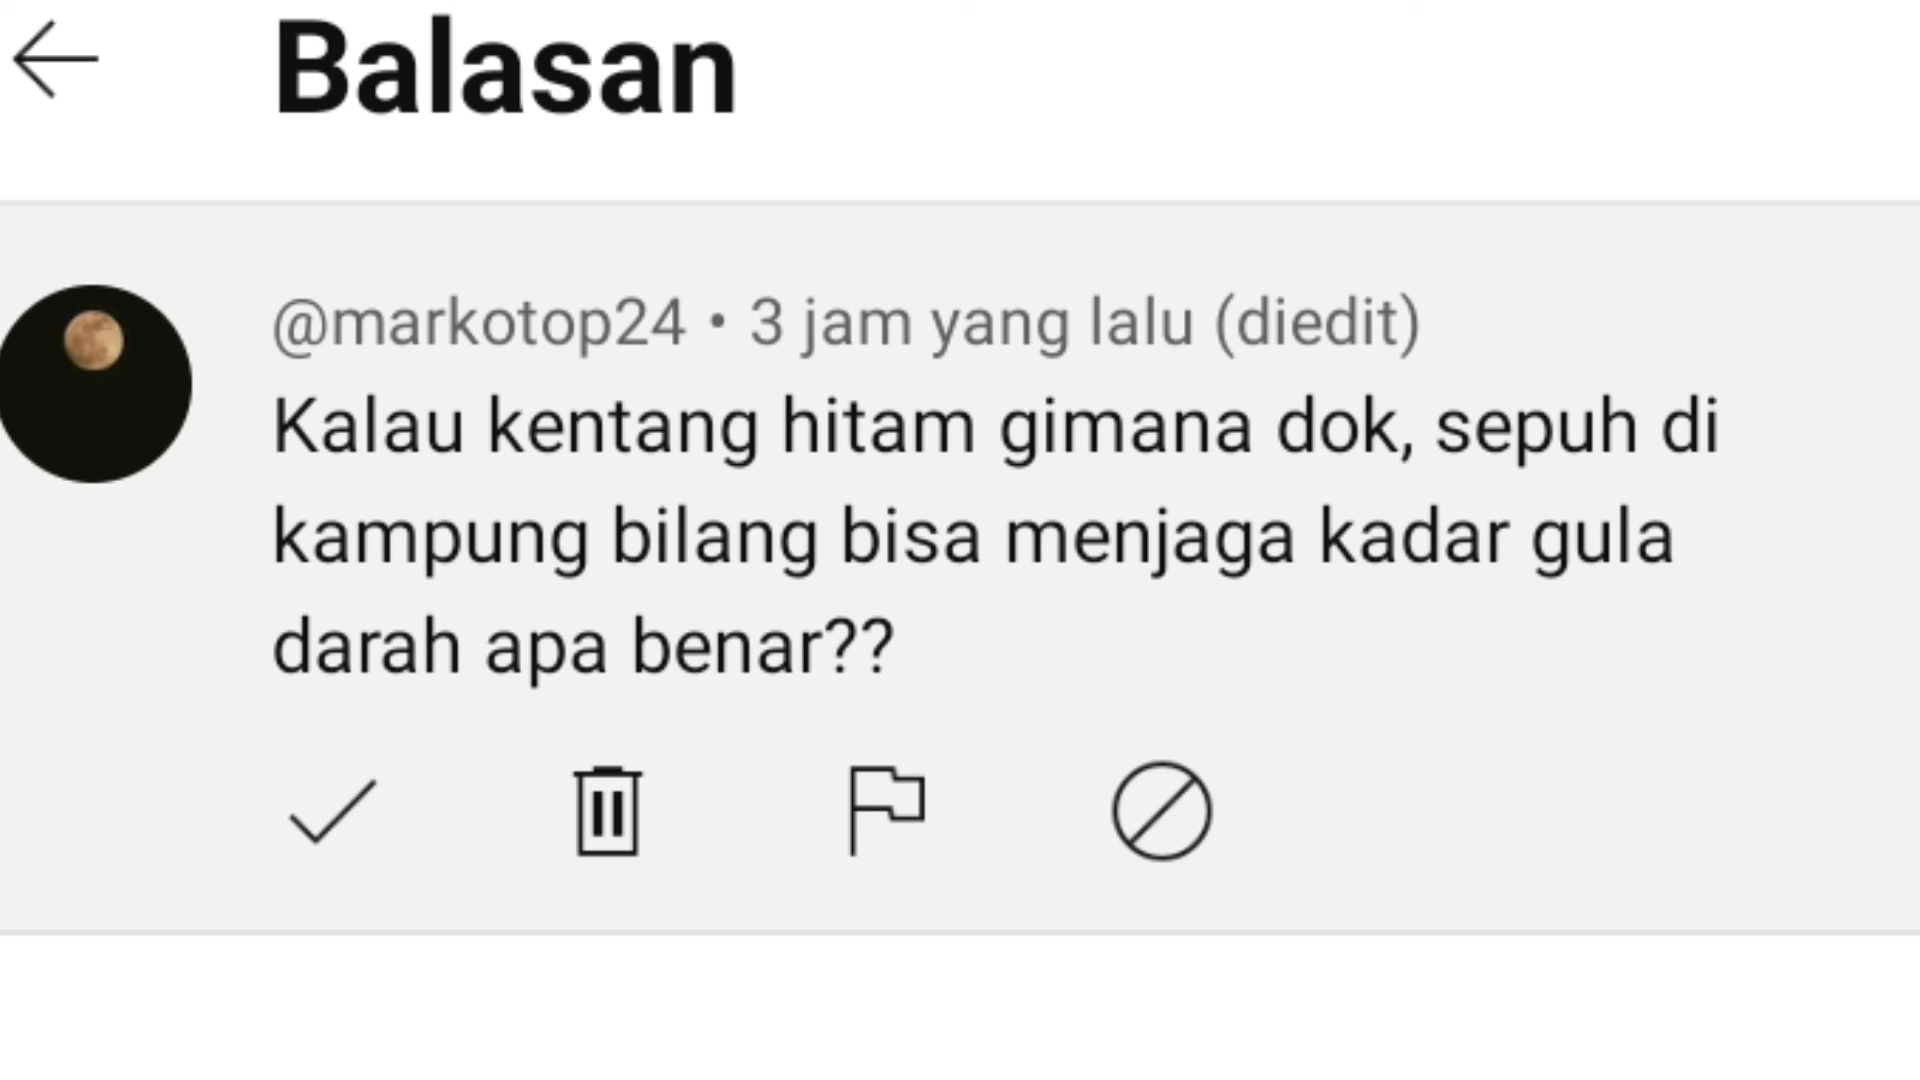 Balasan
@markotop24 • 3 jam yang lalu (diedit)
Kalau kentang hitam gimana dok, sepuh di
kampung bilang bisa menjaga kadar gula
darah apa benar??